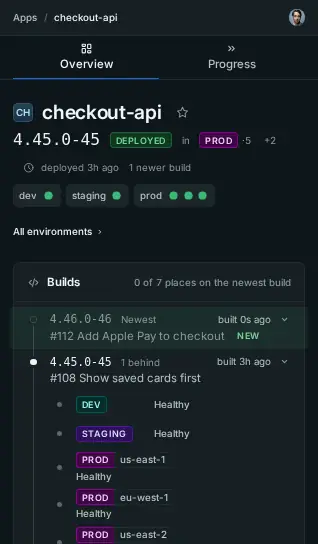 Apps / checkout-api
Overview
Progress
CH checkout-api
4.45.0-45 DEPLOYED in PROD ·5 +2
deployed 3h ago 1 newer build
dev staging prod
All environments ›
Builds 0 of 7 places on the newest build
4.46.0-46 Newest built 0s ago
#112 Add Apple Pay to checkout NEW
4.45.0-45 1 behind built 3h ago
#108 Show saved cards first
DEV Healthy
STAGING Healthy
PROD us-east-1
Healthy
PROD eu-west-1
Healthy
PROD us-east-2